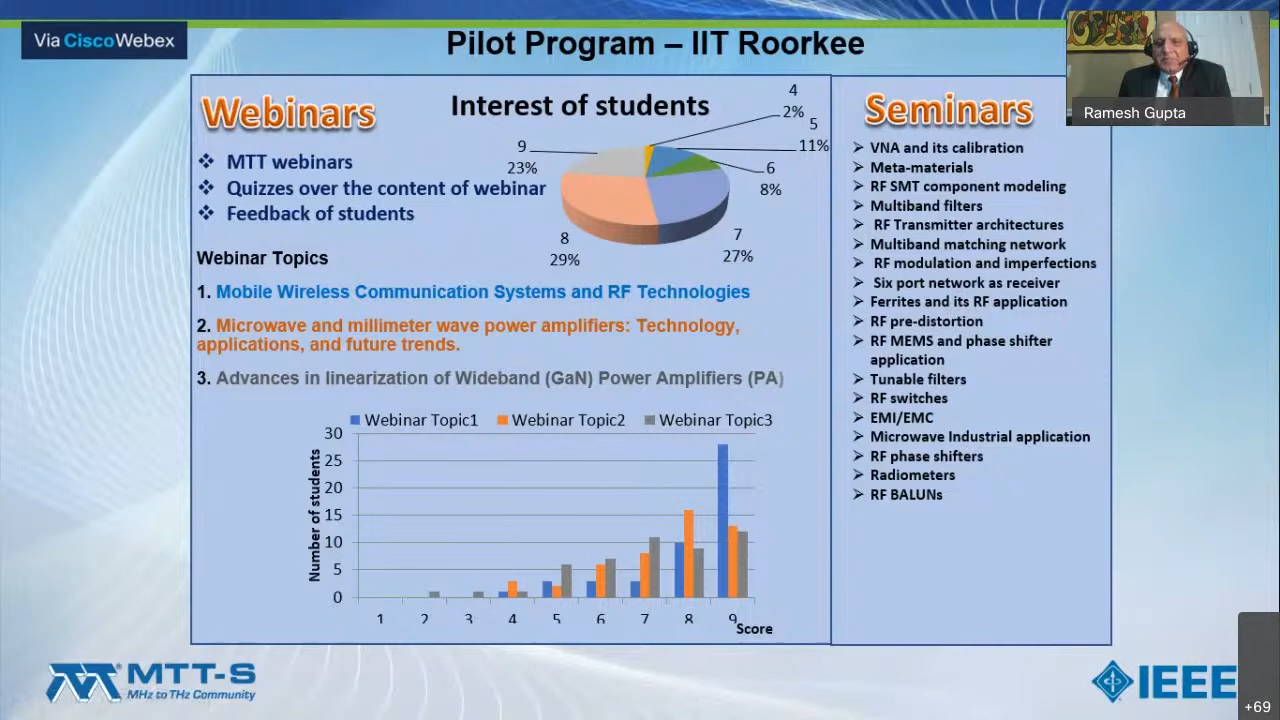 Via CiscoWebex
Pilot Program – IIT Roorkee
Ramesh Gupta
Webinars
Interest of students
❖ MTT webinars
❖ Quizzes over the content of webinar
❖ Feedback of students
4
2%
5
11%
6
8%
7
27%
8
29%
9
23%
Webinar Topics
1. Mobile Wireless Communication Systems and RF Technologies
2. Microwave and millimeter wave power amplifiers: Technology,
applications, and future trends.
3. Advances in linearization of Wideband (GaN) Power Amplifiers (PA)
Webinar Topic1 Webinar Topic2 Webinar Topic3
Number of students
30
25
20
15
10
5
0
1 2 3 4 5 6 7 8 9
Score
Seminars
➢ VNA and its calibration
➢ Meta-materials
➢ RF SMT component modeling
➢ Multiband filters
➢ RF Transmitter architectures
➢ Multiband matching network
➢ RF modulation and imperfections
➢ Six port network as receiver
➢ Ferrites and its RF application
➢ RF pre-distortion
➢ RF MEMS and phase shifter
application
➢ Tunable filters
➢ RF switches
➢ EMI/EMC
➢ Microwave Industrial application
➢ RF phase shifters
➢ Radiometers
➢ RF BALUNs
MTT-S
MHz to THz Community
IEEE
+69